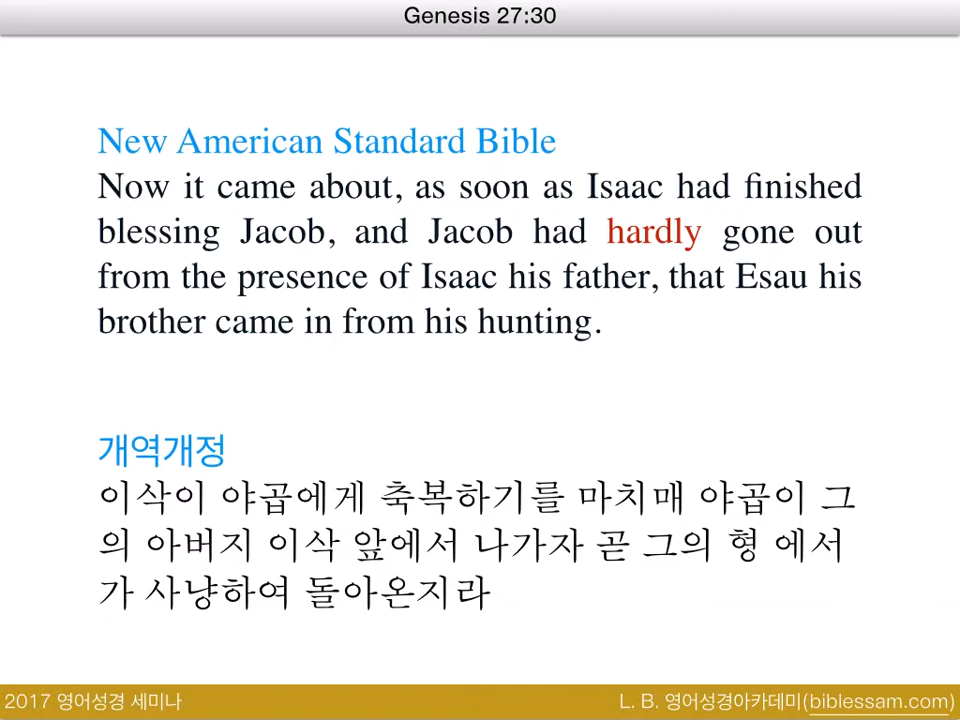 Genesis 27:30
New American Standard Bible
Now it came about, as soon as Isaac had finished
blessing Jacob, and Jacob had hardly gone out
from the presence of Isaac his father, that Esau his
brother came in from his hunting.
개역개정
이삭이 야곱에게 축복하기를 마치매 야곱이 그
의 아버지 이삭 앞에서 나가자 곧 그의 형 에서
가 사냥하여 돌아온지라
2017 영어성경 세미나
L. B. 영어성경아카데미(biblessam.com)